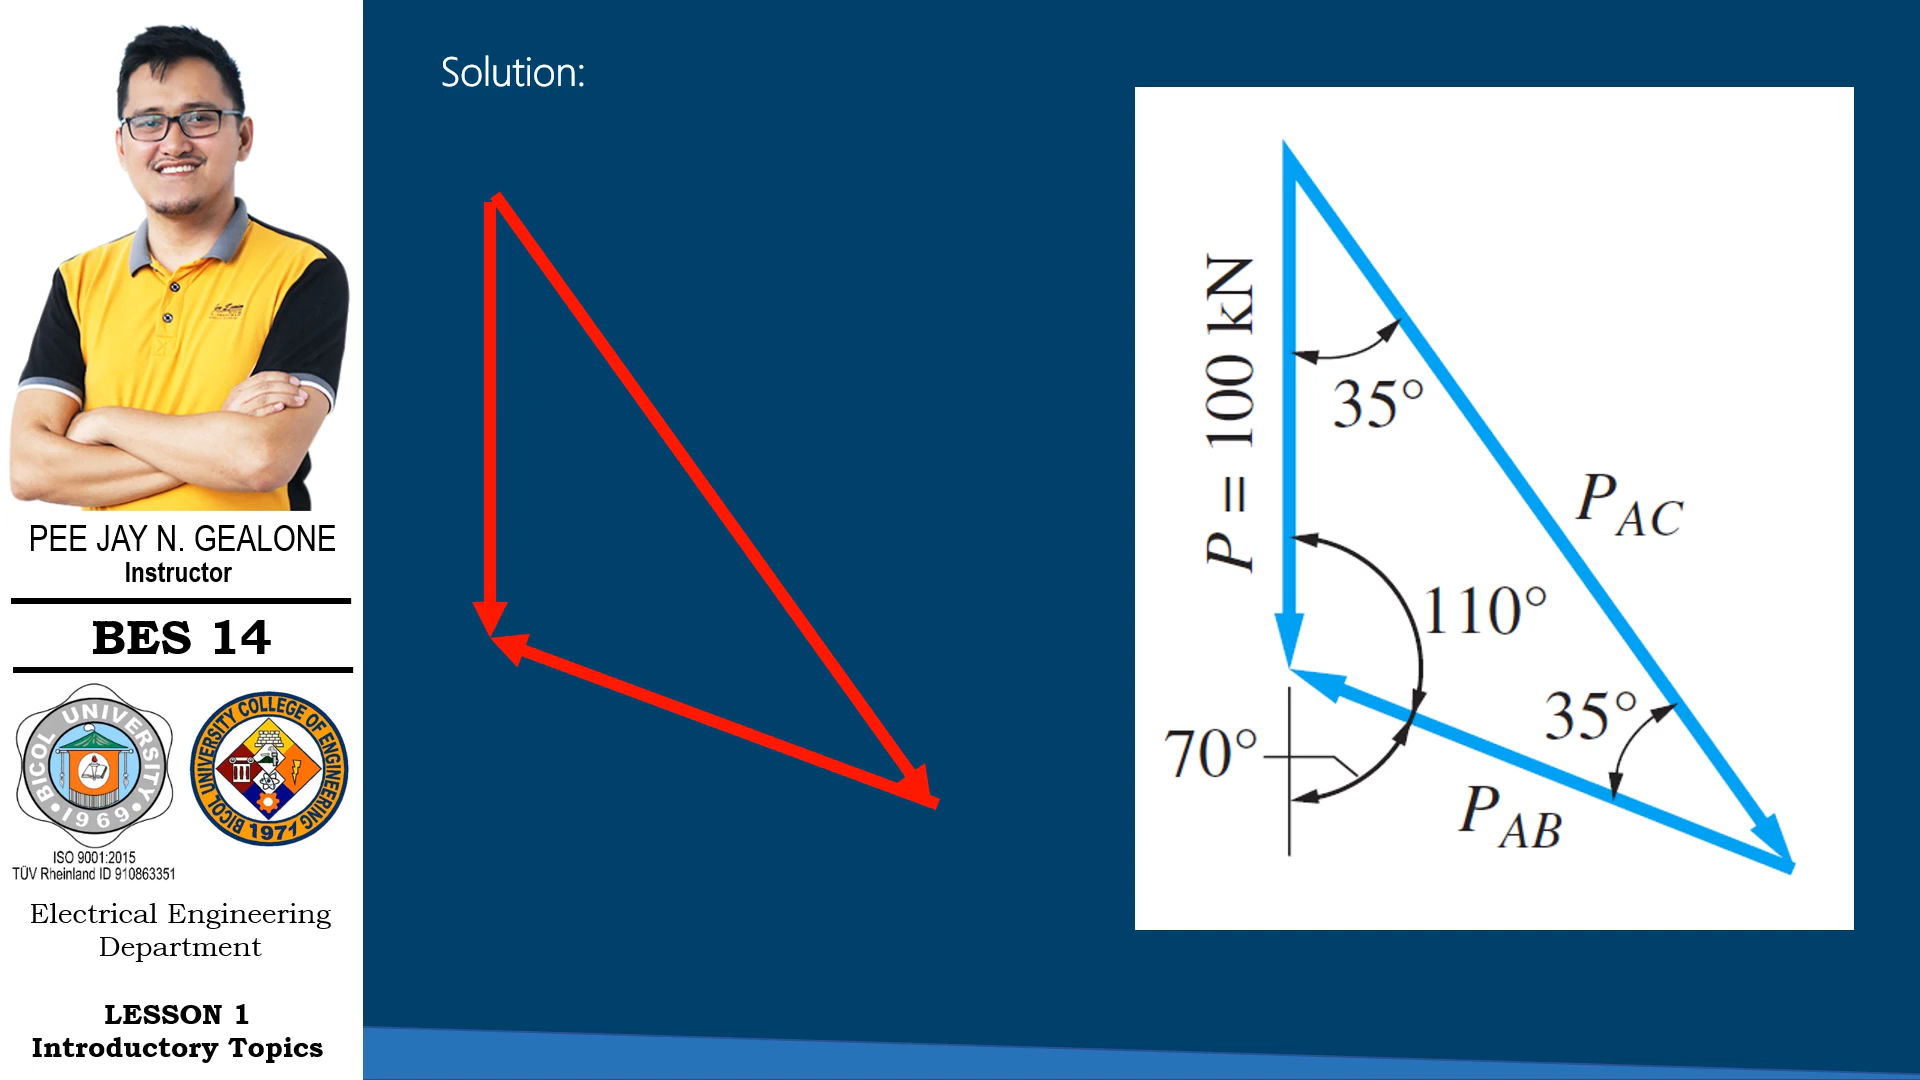 Solution:
P = 100 kN
35°
P_AC
110°
35°
70°
P_AB
PEE JAY N. GEALONE
Instructor
BES 14
BICOL UNIVERSITY
1969
BICOL UNIVERSITY COLLEGE OF ENGINEERING
1971
ISO 9001:2015
TÜV Rheinland ID 910863351
Electrical Engineering
Department
LESSON 1
Introductory Topics